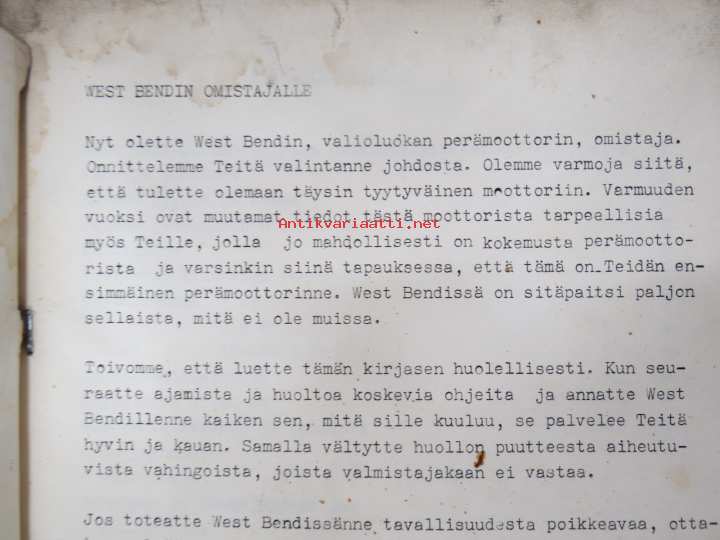 WEST BENDIN OMISTAJALLE
Nyt olette West Bendin, valioluokan perämoottorin, omistaja.
Onnittelemme Teitä valintanne johdosta. Olemme varmoja siitä,
että tulette olemaan täysin tyytyväinen moottoriin. Varmuuden
vuoksi ovat muutamat tiedot tästä moottorista tarpeellisia
Antikvariaatti.net
myös Teille, jolla jo mahdollisesti on kokemusta perämootto-
rista ja varsinkin siinä tapauksessa, että tämä on Teidän en-
simmäinen perämoottorinne. West Bendissä on sitäpaitsi paljon
sellaista, mitä ei ole muissa.
Toivomme, että luette tämän kirjasen huolellisesti. Kun seu-
raatte ajamista ja huoltoa koskevia ohjeita ja annatte West
Bendillenne kaiken sen, mitä sille kuuluu, se palvelee Teitä
hyvin ja kauan. Samalla vältytte huollon puutteesta aiheutu-
vista vahingoista, joista valmistajakaan ei vastaa.
Jos toteatte West Bendissänne tavallisuudesta poikkeavaa, otta-